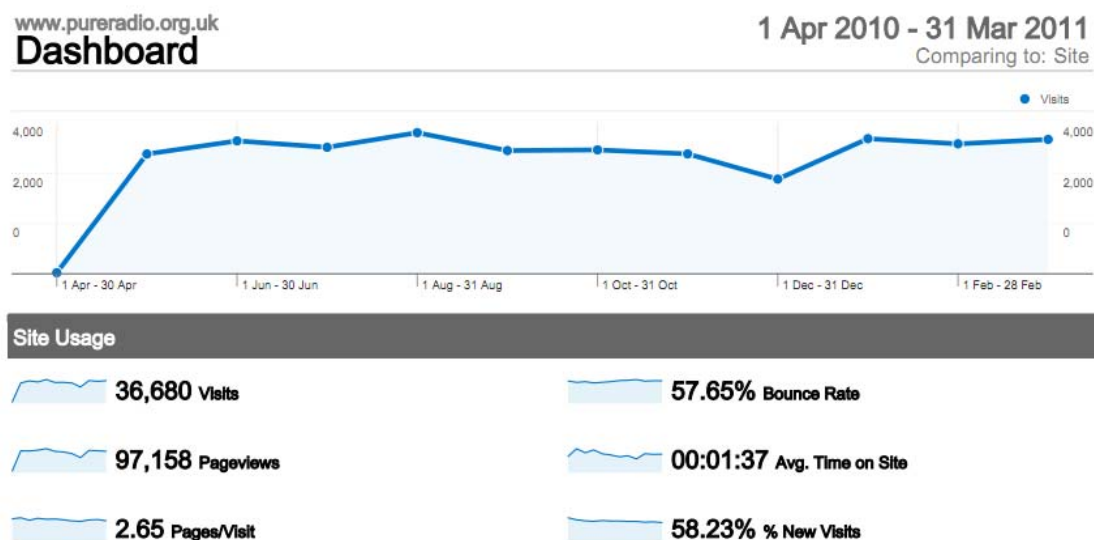 www.pureradio.org.uk
Dashboard
1 Apr 2010 - 31 Mar 2011
Comparing to: Site
Visits
4,000 4,000
2,000 2,000
0 0
1 Apr - 30 Apr 1 Jun - 30 Jun 1 Aug - 31 Aug 1 Oct - 31 Oct 1 Dec - 31 Dec 1 Feb - 28 Feb
Site Usage
36,680 Visits 57.65% Bounce Rate
97,158 Pageviews 00:01:37 Avg. Time on Site
2.65 Pages/Visit 58.23% % New Visits